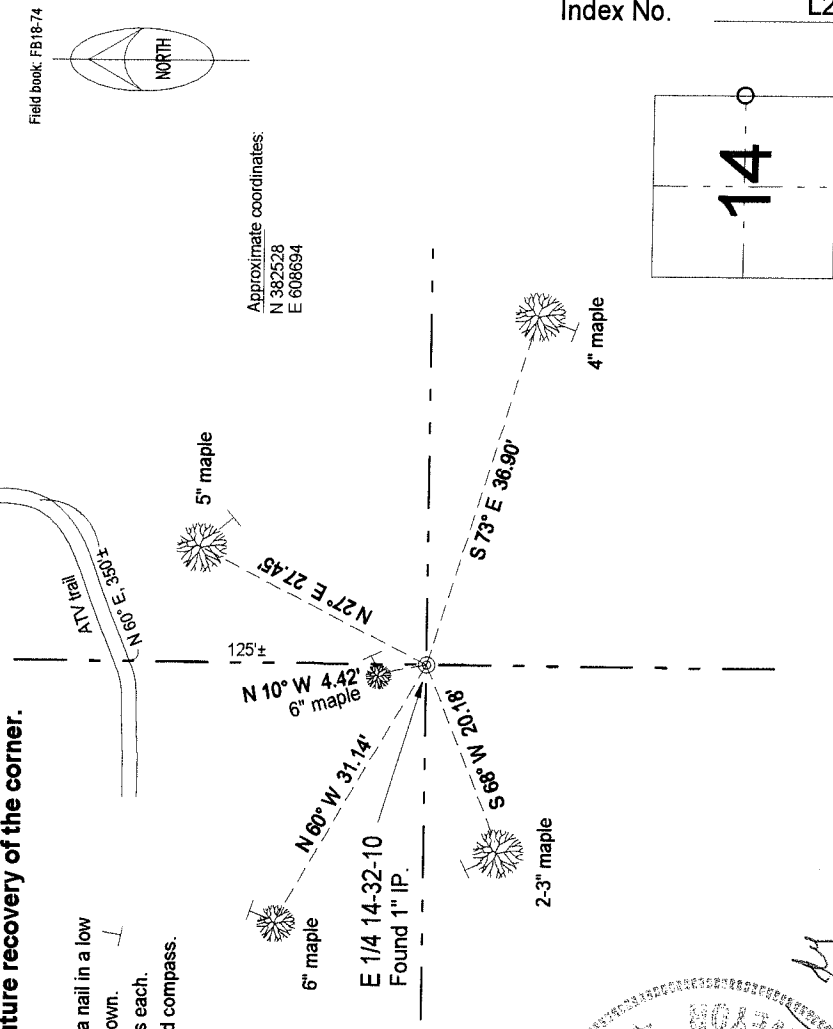 Index No.
L2
Field book: FB18-74
NORTH
Approximate coordinates:
N 382528
E 608694
14
4" maple
S 73° E 36.90'
5" maple
N 27° E 27.45'
ATV trail
N 60° E, 350'±
125'±
N 10° W 4.42'
6" maple
N 60° W 31.14'
S 68° W 20.18'
2-3" maple
6" maple
E 1/4 14-32-10
Found 1" IP.
ture recovery of the corner.
a nail in a low
own.
s each.
d compass.